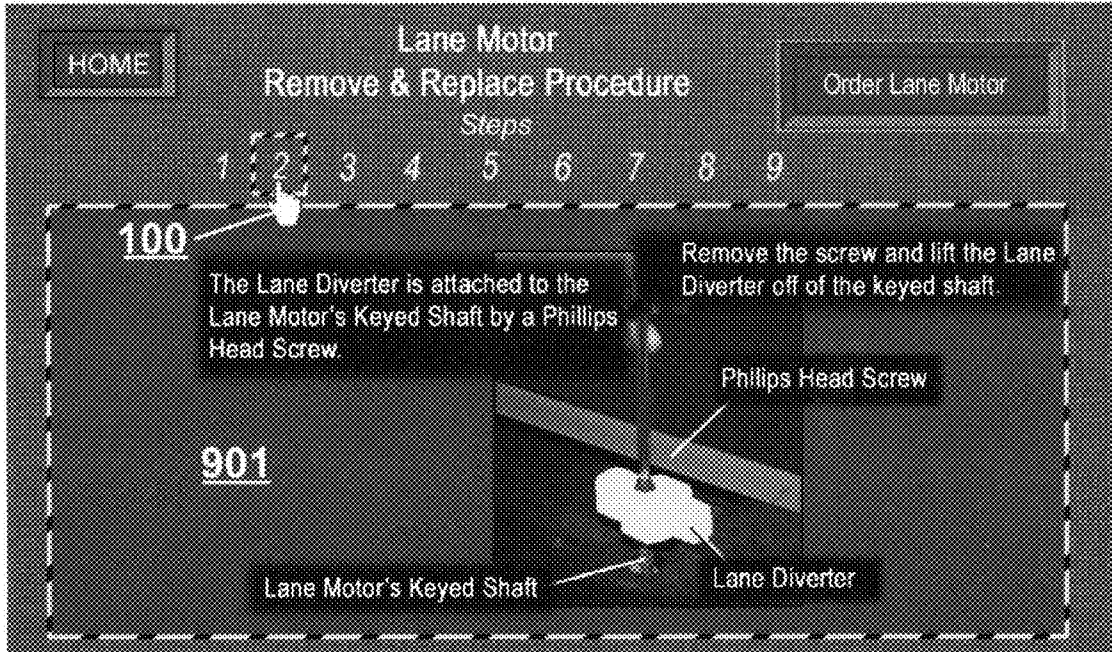 HOME
Lane Motor
Remove & Replace Procedure
Order Lane Motor
Steps
1 2 3 4 5 6 7 8 9
100
The Lane Diverter is attached to the
Lane Motor's Keyed Shaft by a Phillips
Head Screw.
Remove the screw and lift the Lane
Diverter off of the keyed shaft.
Philips Head Screw
901
Lane Motor's Keyed Shaft
Lane Diverter